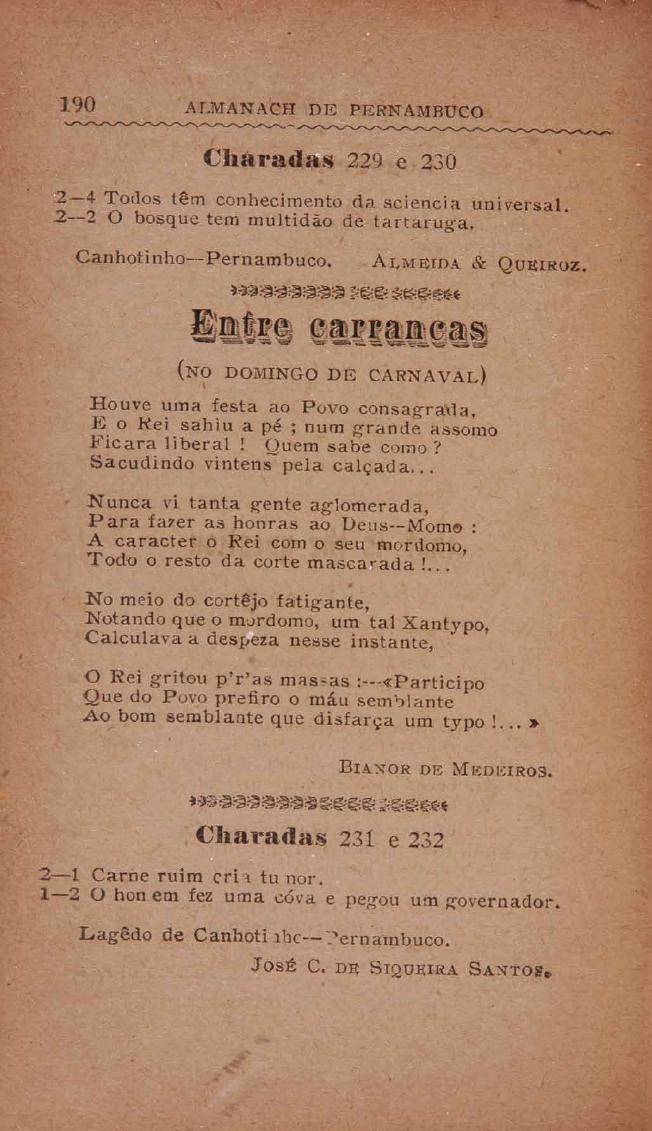 190 ALMANACH DE PERNAMBUCO
Charadas 229 e 230
2—4 Todos têm conhecimento da sciencia universal.
2—2 O bosque tem multidão de tartaruga.
Canhotinho—Pernambuco. ALMEIDA & QUEIROZ.
Entre carrancas
(NO DOMINGO DE CARNAVAL)
Houve uma festa ao Povo consagrada,
E o Rei sahiu a pé ; num grande assomo
Ficara liberal ! Quem sabe como ?
Sacudindo vintens pela calçada...
Nunca vi tanta gente aglomerada,
Para fazer as honras ao Deus—Momo :
A caracter o Rei com o seu mordomo,
Todo o resto da corte mascarada !...
No meio do cortêjo fatigante,
Notando que o mordomo, um tal Xantypo,
Calculava a despeza nesse instante,
O Rei gritou p'r'as massas :---«Participo
Que do Povo prefiro o máu semblante
Ao bom semblante que disfarça um typo !... »
BIANOR DE MEDEIROS.
Charadas 231 e 232
2—1 Carne ruim cria tumor.
1—2 O homem fez uma cóva e pegou um governador.
Lagêdo de Canhotinho—Pernambuco.
JOSÉ C. DE SIQUEIRA SANTOS.